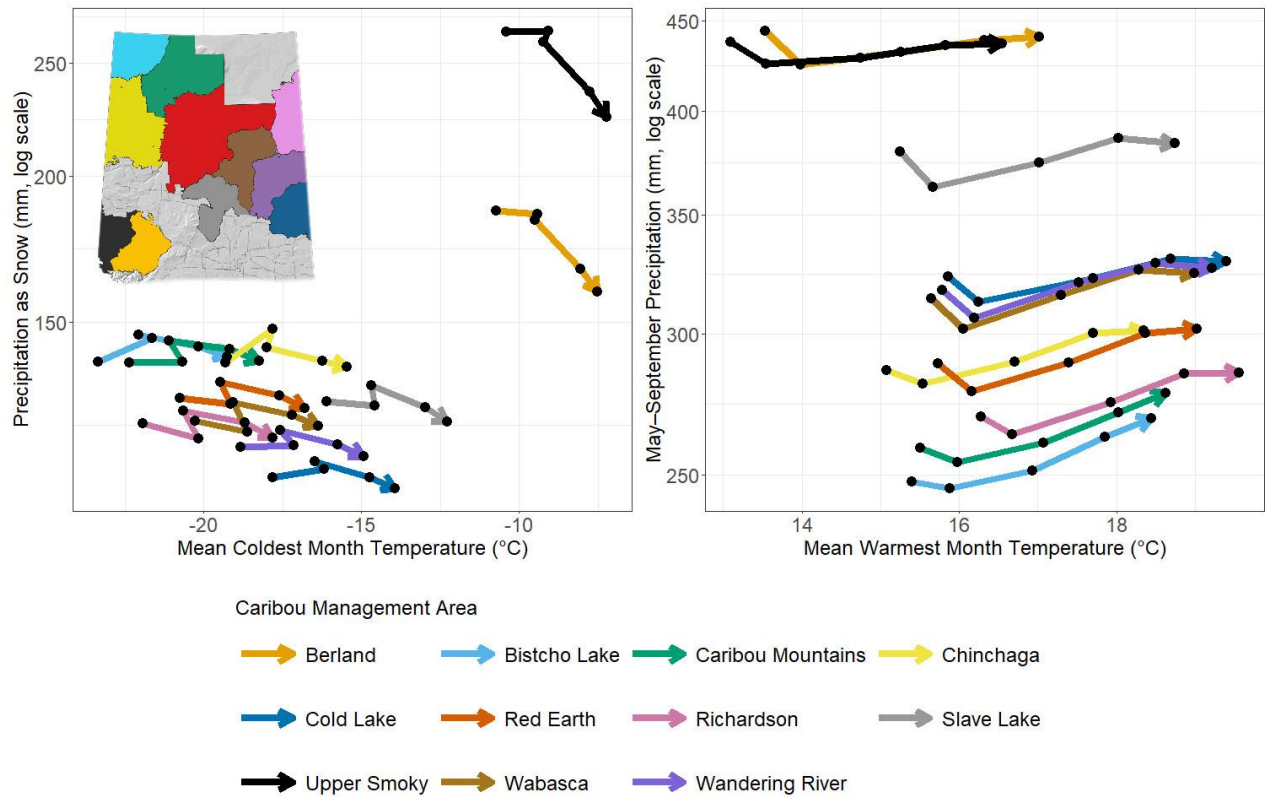 Precipitation as Snow (mm, log scale)
250
200
150
-20
-15
-10
Mean Coldest Month Temperature (°C)
May–September Precipitation (mm, log scale)
450
400
350
300
250
14
16
18
Mean Warmest Month Temperature (°C)
Caribou Management Area
Berland
Bistcho Lake
Caribou Mountains
Chinchaga
Cold Lake
Red Earth
Richardson
Slave Lake
Upper Smoky
Wabasca
Wandering River